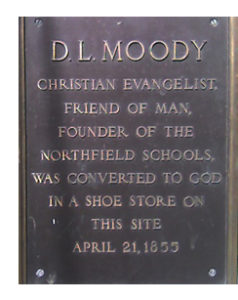 D. L. MOODY
CHRISTIAN EVANGELIST,
FRIEND OF MAN,
FOUNDER OF THE
NORTHFIELD SCHOOLS,
WAS CONVERTED TO GOD
IN A SHOE STORE ON
THIS SITE
APRIL 21, 1855